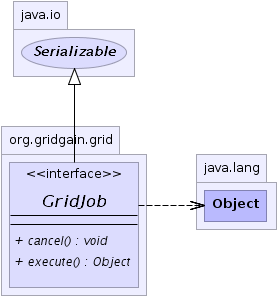 java.io
Serializable
org.gridgain.grid
<<interface>>
GridJob
+ cancel() : void
+ execute() : Object
java.lang
Object